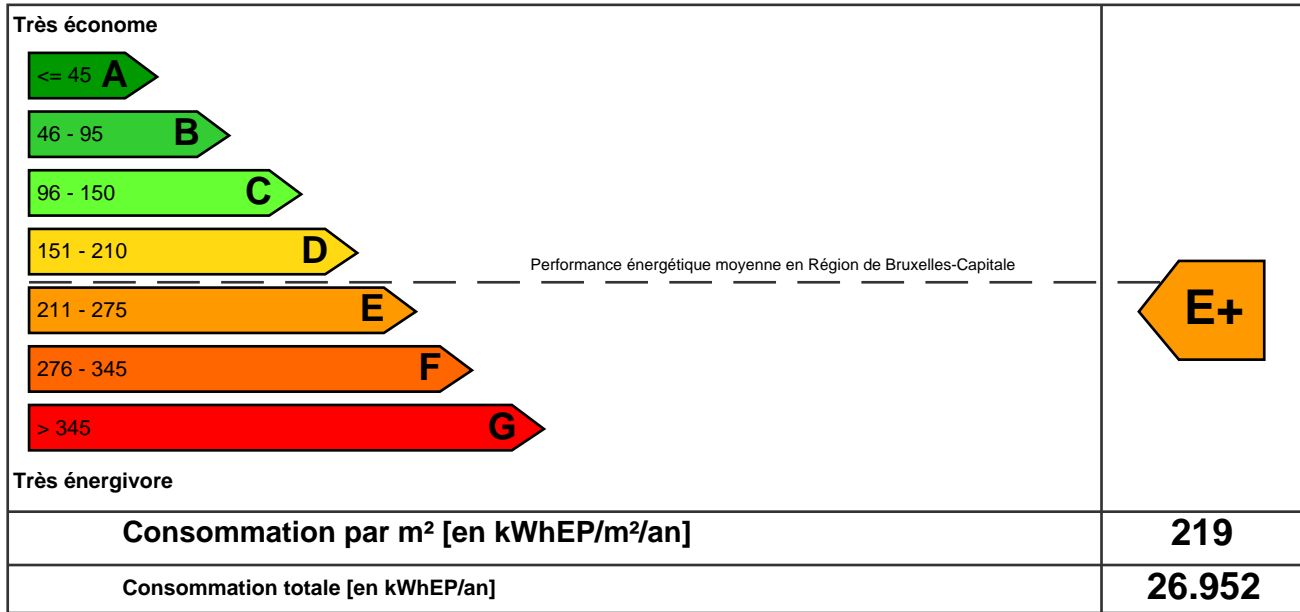 Très économe
<= 45 A
46 - 95 B
96 - 150 C
151 - 210 D
Performance énergétique moyenne en Région de Bruxelles-Capitale
211 - 275 E
E+
276 - 345 F
> 345 G
Très énergivore
Consommation par m² [en kWhEP/m²/an] 219
Consommation totale [en kWhEP/an] 26.952